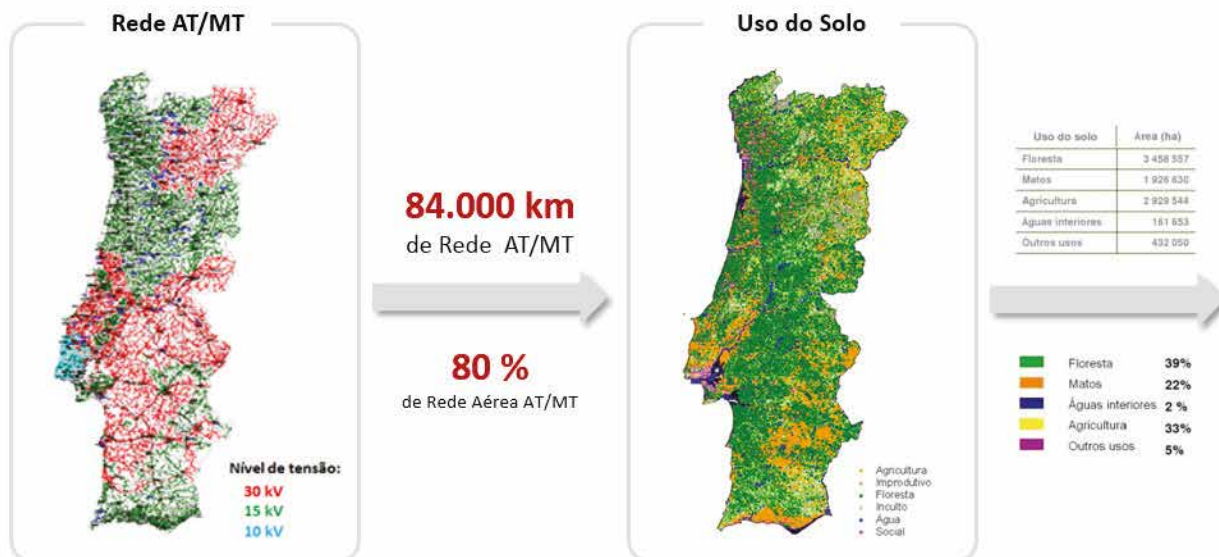 Rede AT/MT
Nível de tensão:
30 kV
15 kV
10 kV
84.000 km
de Rede AT/MT
80 %
de Rede Aérea AT/MT
Uso do Solo
Agricultura
Improdutivo
Floresta
Inculto
Água
Social
Uso do solo Área (ha)
Floresta 3 458 557
Matos 1 926 630
Agricultura 2 929 544
Águas interiores 161 653
Outros usos 432 050
Floresta 39%
Matos 22%
Águas interiores 2 %
Agricultura 33%
Outros usos 5%